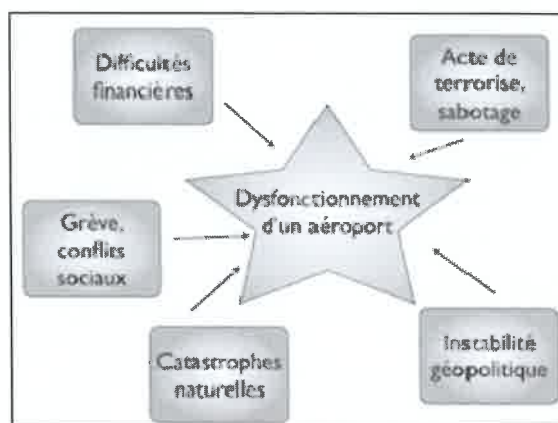 Difficultés
financières
Acte de
terrorise,
sabotage
Dysfonctionnement
d'un aéroport
Grève,
conflits
sociaux
Catastrophes
naturelles
Instabilité
géopolitique